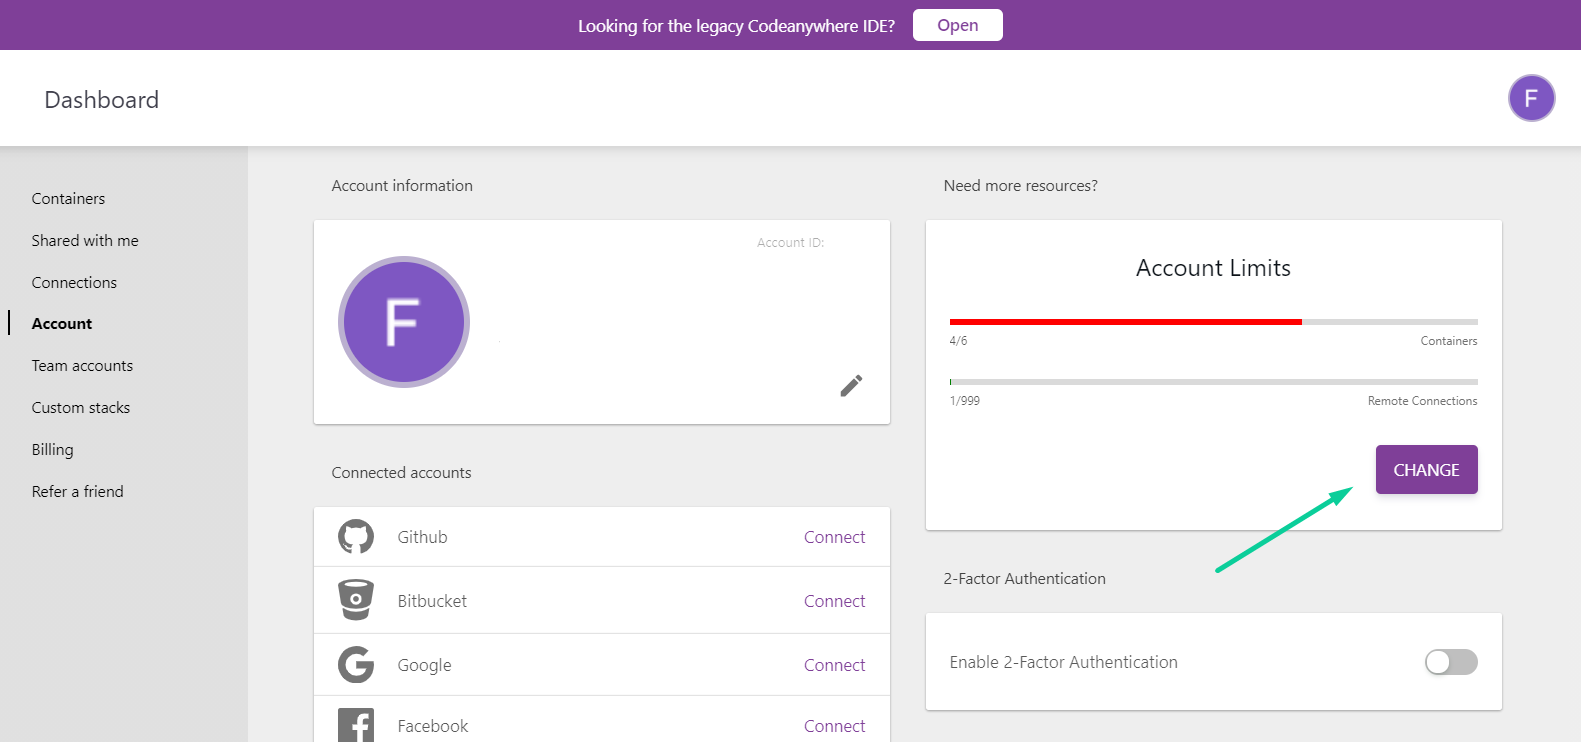 Looking for the legacy Codeanywhere IDE?
Open
Dashboard
F
Containers
Shared with me
Connections
Account
Team accounts
Custom stacks
Billing
Refer a friend
Account information
Account ID:
F
Connected accounts
Github
Connect
Bitbucket
Connect
Google
Connect
Facebook
Connect
Need more resources?
Account Limits
4/6
Containers
1/999
Remote Connections
CHANGE
2-Factor Authentication
Enable 2-Factor Authentication